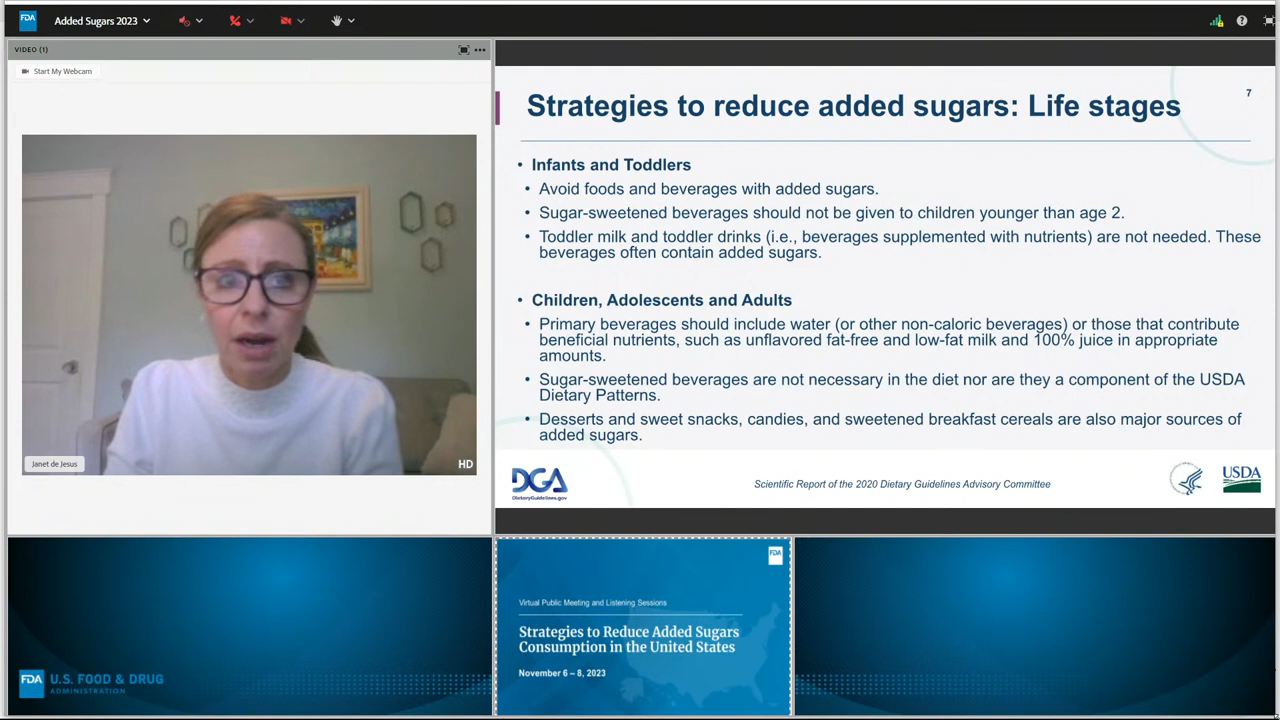 FDA
Added Sugars 2023
VIDEO (1)
Start My Webcam
Janet de Jesus
HD
7
Strategies to reduce added sugars: Life stages
• Infants and Toddlers
• Avoid foods and beverages with added sugars.
• Sugar-sweetened beverages should not be given to children younger than age 2.
• Toddler milk and toddler drinks (i.e., beverages supplemented with nutrients) are not needed. These
beverages often contain added sugars.
• Children, Adolescents and Adults
• Primary beverages should include water (or other non-caloric beverages) or those that contribute
beneficial nutrients, such as unflavored fat-free and low-fat milk and 100% juice in appropriate
amounts.
• Sugar-sweetened beverages are not necessary in the diet nor are they a component of the USDA
Dietary Patterns.
• Desserts and sweet snacks, candies, and sweetened breakfast cereals are also major sources of
added sugars.
DGA
DietaryGuidelines.gov
Scientific Report of the 2020 Dietary Guidelines Advisory Committee
USDA
FDA
U.S. FOOD & DRUG
ADMINISTRATION
FDA
Virtual Public Meeting and Listening Sessions
Strategies to Reduce Added Sugars
Consumption in the United States
November 6 – 8, 2023